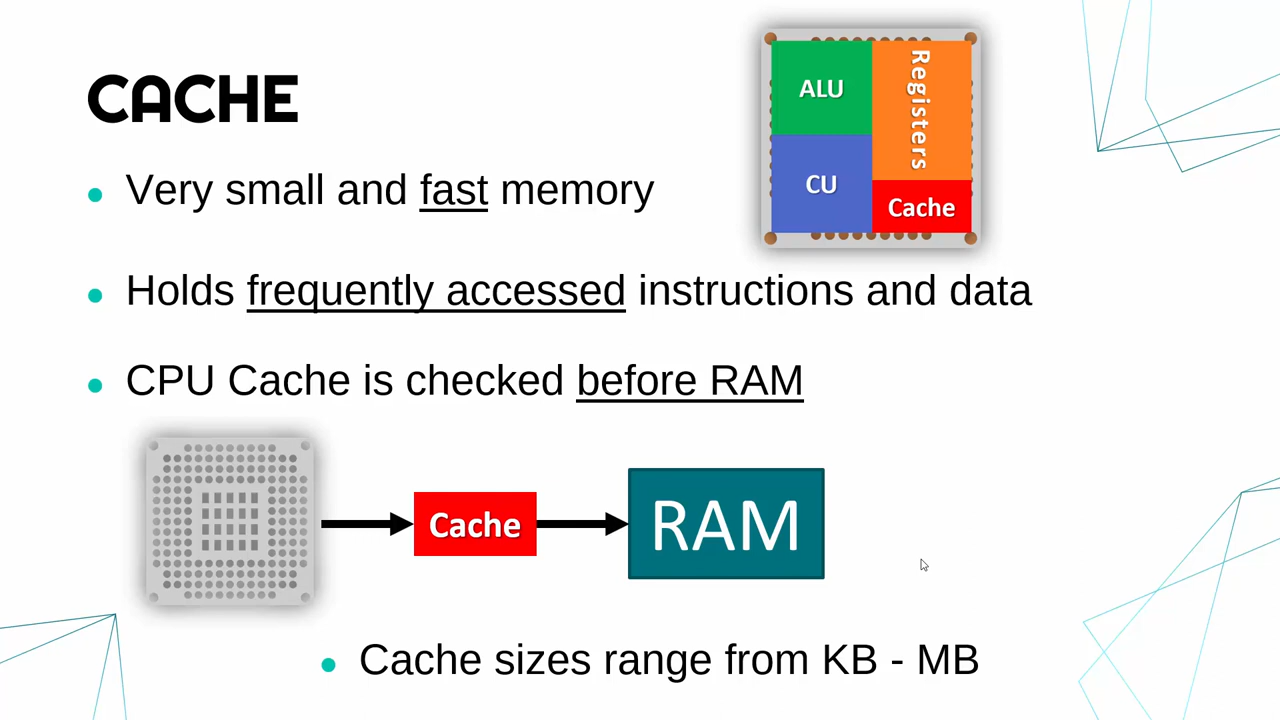 CACHE
ALU
Registers
CU
Cache
Very small and fast memory
Holds frequently accessed instructions and data
CPU Cache is checked before RAM
Cache
RAM
Cache sizes range from KB - MB